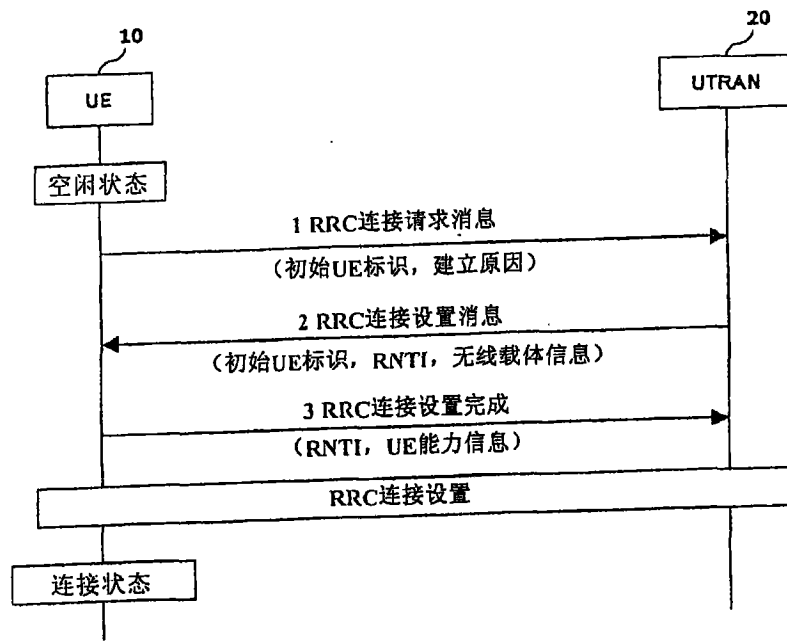 10
20
UE
UTRAN
空闲状态
1 RRC连接请求消息
（初始UE标识，建立原因）
2 RRC连接设置消息
（初始UE标识，RNTI，无线载体信息）
3 RRC连接设置完成
（RNTI，UE能力信息）
RRC连接设置
连接状态